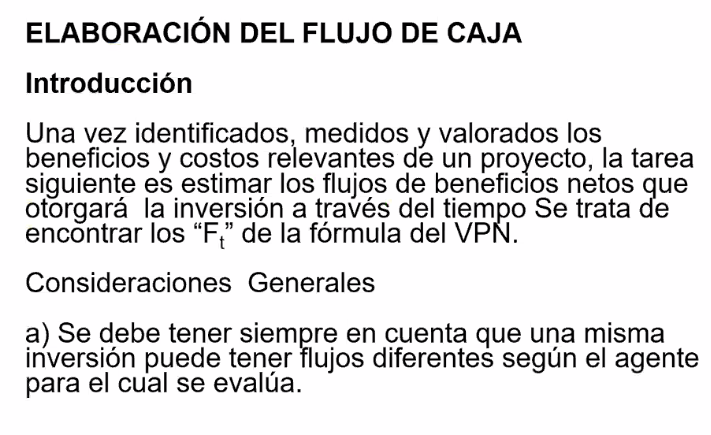 ELABORACIÓN DEL FLUJO DE CAJA
Introducción
Una vez identificados, medidos y valorados los
beneficios y costos relevantes de un proyecto, la tarea
siguiente es estimar los flujos de beneficios netos que
otorgará  la inversión a través del tiempo Se trata de
encontrar los “Ft” de la fórmula del VPN.
Consideraciones  Generales
a) Se debe tener siempre en cuenta que una misma
inversión puede tener flujos diferentes según el agente
para el cual se evalúa.